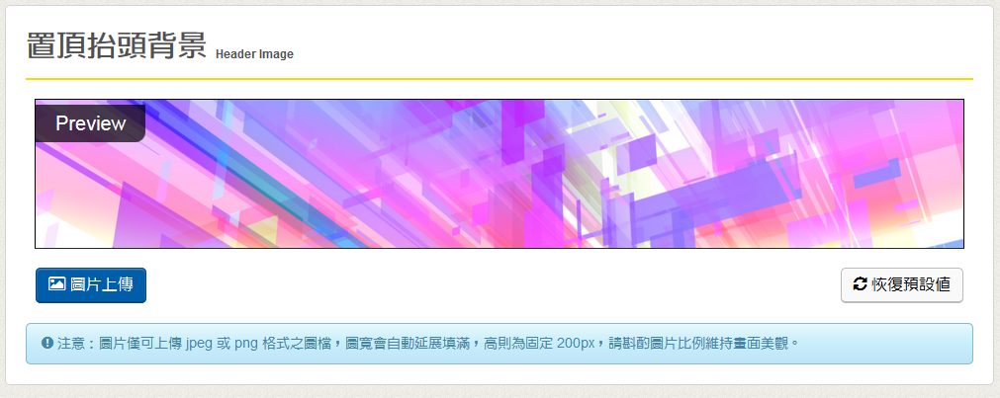 置頂抬頭背景 Header Image
Preview
圖片上傳
恢復預設值
注意：圖片僅可上傳 jpeg 或 png 格式之圖檔，圖寬會自動延展填滿，高則為固定 200px，請斟酌圖片比例維持畫面美觀。